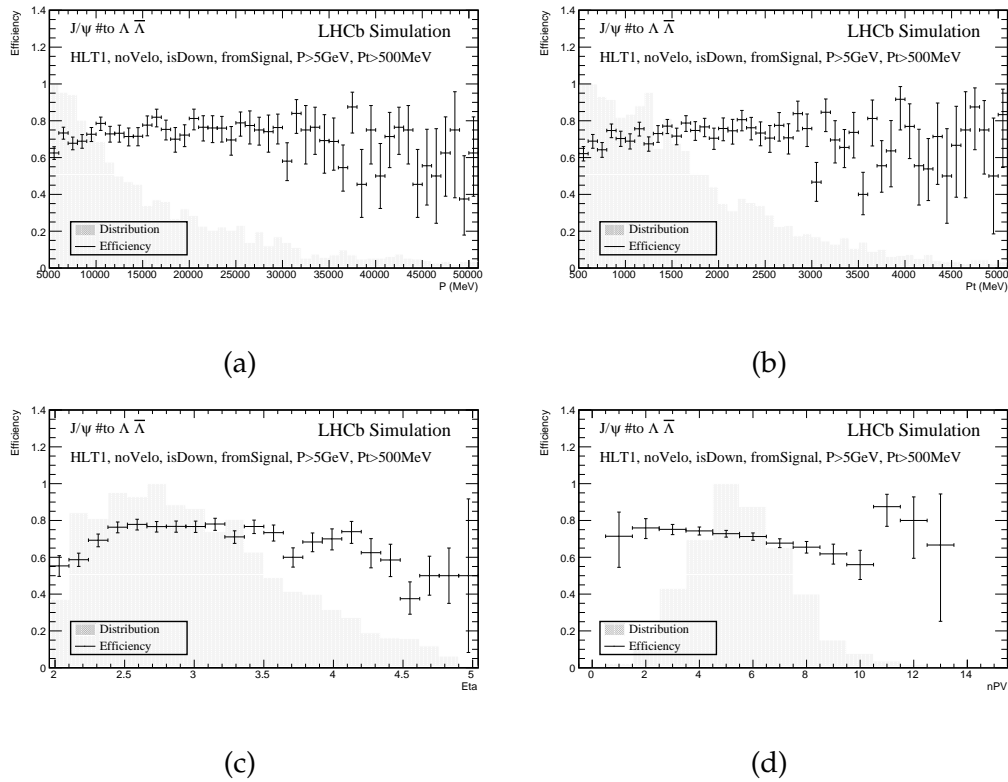 Efficiency
1.4
1.2
1
0.8
0.6
0.4
0.2
0
J/ψ #to Λ Λ̅
LHCb Simulation
HLT1, noVelo, isDown, fromSignal, P>5GeV, Pt>500MeV
Distribution
Efficiency
5000 10000 15000 20000 25000 30000 35000 40000 45000 50000
P (MeV)
(a)
Efficiency
1.4
1.2
1
0.8
0.6
0.4
0.2
0
J/ψ #to Λ Λ̅
LHCb Simulation
HLT1, noVelo, isDown, fromSignal, P>5GeV, Pt>500MeV
Distribution
Efficiency
500 1000 1500 2000 2500 3000 3500 4000 4500 5000
Pt (MeV)
(b)
Efficiency
1.4
1.2
1
0.8
0.6
0.4
0.2
0
J/ψ #to Λ Λ̅
LHCb Simulation
HLT1, noVelo, isDown, fromSignal, P>5GeV, Pt>500MeV
Distribution
Efficiency
2 2.5 3 3.5 4 4.5 5
Eta
(c)
Efficiency
1.4
1.2
1
0.8
0.6
0.4
0.2
0
J/ψ #to Λ Λ̅
LHCb Simulation
HLT1, noVelo, isDown, fromSignal, P>5GeV, Pt>500MeV
Distribution
Efficiency
0 2 4 6 8 10 12 14
nPV
(d)